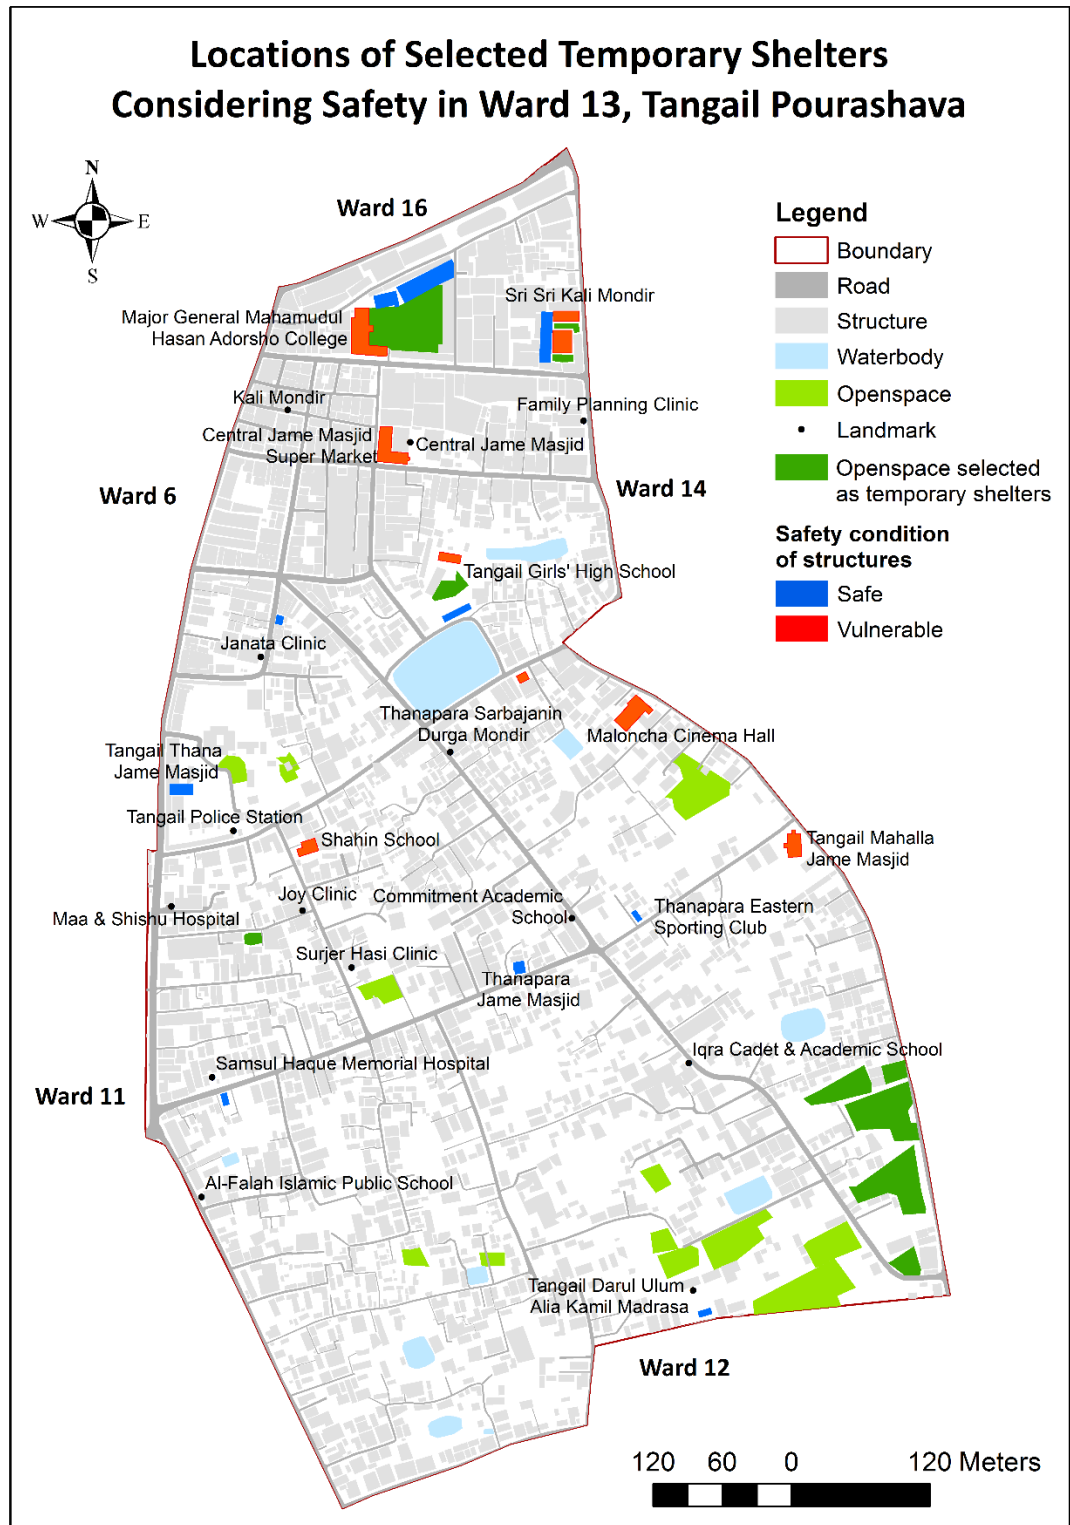 Locations of Selected Temporary Shelters
Considering Safety in Ward 13, Tangail Pourashava
N
W
E
S
Ward 16
Legend
Boundary
Road
Structure
Waterbody
Openspace
Landmark
Openspace selected
as temporary shelters
Safety condition
of structures
Safe
Vulnerable
Sri Sri Kali Mondir
Major General Mahamudul
Hasan Adorsho College
Kali Mondir
Family Planning Clinic
Central Jame Masjid
Super Market
Central Jame Masjid
Ward 6
Ward 14
Tangail Girls' High School
Janata Clinic
Thanapara Sarbajanin
Durga Mondir
Maloncha Cinema Hall
Tangail Thana
Jame Masjid
Tangail Police Station
Shahin School
Tangail Mahalla
Jame Masjid
Joy Clinic
Commitment Academic
School
Maa & Shishu Hospital
Thanapara Eastern
Sporting Club
Surjer Hasi Clinic
Thanapara
Jame Masjid
Iqra Cadet & Academic School
Samsul Haque Memorial Hospital
Ward 11
Al-Falah Islamic Public School
Tangail Darul Ulum
Alia Kamil Madrasa
Ward 12
120 60 0 120 Meters